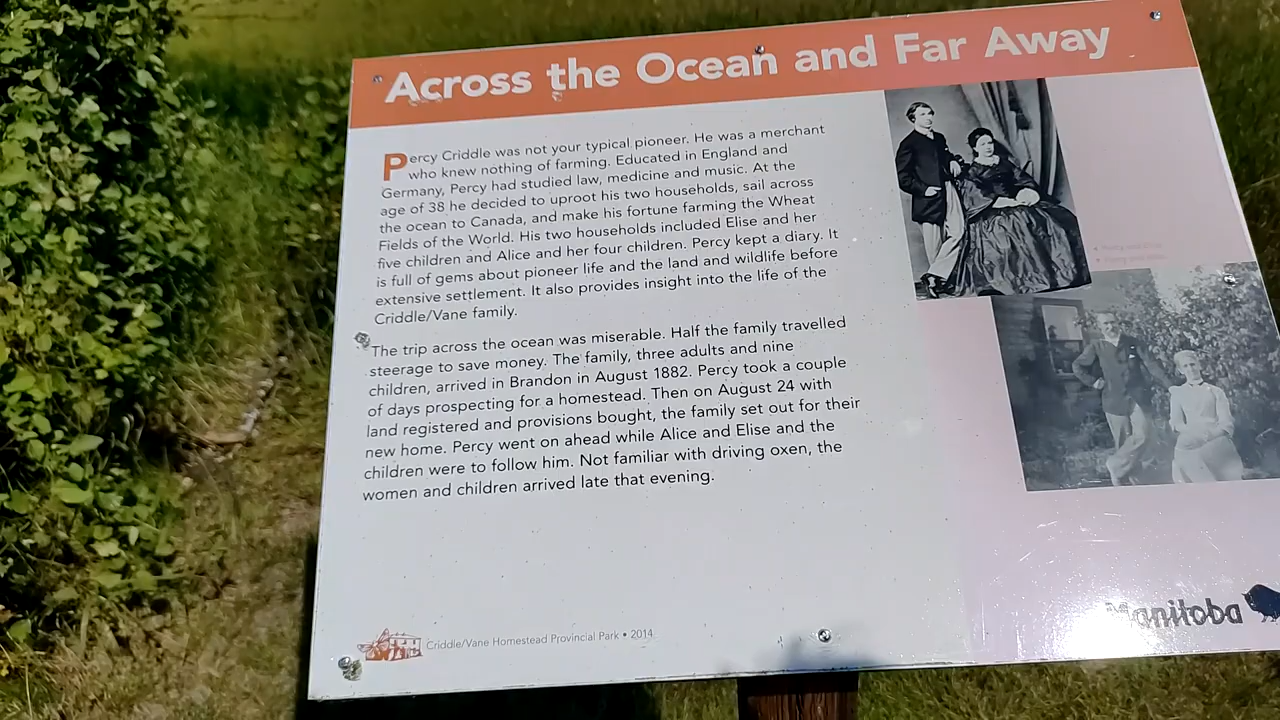 Across the Ocean and Far Away
Percy Criddle was not your typical pioneer. He was a merchant
who knew nothing of farming. Educated in England and
Germany, Percy had studied law, medicine and music. At the
age of 38 he decided to uproot his two households, sail across
the ocean to Canada, and make his fortune farming the Wheat
Fields of the World. His two households included Elise and her
five children and Alice and her four children. Percy kept a diary. It
is full of gems about pioneer life and the land and wildlife before
extensive settlement. It also provides insight into the life of the
Criddle/Vane family.
The trip across the ocean was miserable. Half the family travelled
steerage to save money. The family, three adults and nine
children, arrived in Brandon in August 1882. Percy took a couple
of days prospecting for a homestead. Then on August 24 with
land registered and provisions bought, the family set out for their
new home. Percy went on ahead while Alice and Elise and the
children were to follow him. Not familiar with driving oxen, the
women and children arrived late that evening.
Criddle/Vane Homestead Provincial Park • 2014
Manitoba